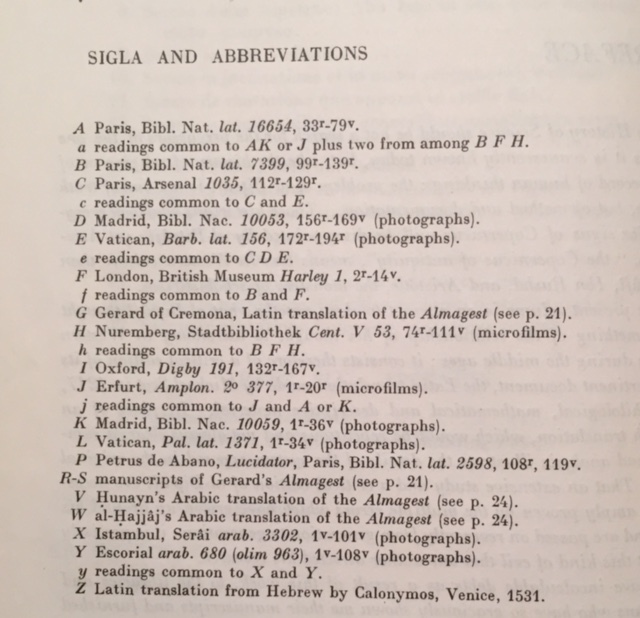 SIGLA AND ABBREVIATIONS
A Paris, Bibl. Nat. lat. 16654, 33r-79v.
a readings common to AK or J plus two from among B F H.
B Paris, Bibl. Nat. lat. 7399, 99r-139r.
C Paris, Arsenal 1035, 112r-129r.
c readings common to C and E.
D Madrid, Bibl. Nac. 10053, 156r-169v (photographs).
E Vatican, Barb. lat. 156, 172r-194r (photographs).
e readings common to C D E.
F London, British Museum Harley 1, 2r-14v.
f readings common to B and F.
G Gerard of Cremona, Latin translation of the Almagest (see p. 21).
H Nuremberg, Stadtbibliothek Cent. V 53, 74r-111v (microfilms).
h readings common to B F H.
I Oxford, Digby 191, 132r-167v.
J Erfurt, Amplon. 2o 377, 1r-20r (microfilms).
j readings common to J and A or K.
K Madrid, Bibl. Nac. 10059, 1r-36v (photographs).
L Vatican, Pal. lat. 1371, 1r-34v (photographs).
P Petrus de Abano, Lucidator, Paris, Bibl. Nat. lat. 2598, 108r, 119v.
R-S manuscripts of Gerard's Almagest (see p. 21).
V Ḥunayn's Arabic translation of the Almagest (see p. 24).
W al-Ḥajjâj's Arabic translation of the Almagest (see p. 24).
X Istambul, Serâi arab. 3302, 1v-101v (photographs).
Y Escorial arab. 680 (olim 963), 1v-108v (photographs).
y readings common to X and Y.
Z Latin translation from Hebrew by Calonymos, Venice, 1531.